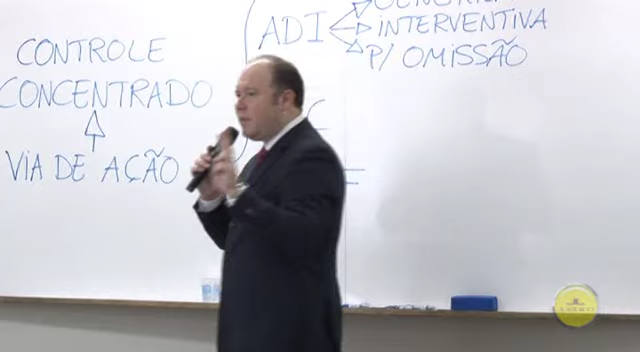 CONTROLE
CONCENTRADO
VIA DE AÇÃO
ADI
INTERVENTIVA
P/ OMISSÃO